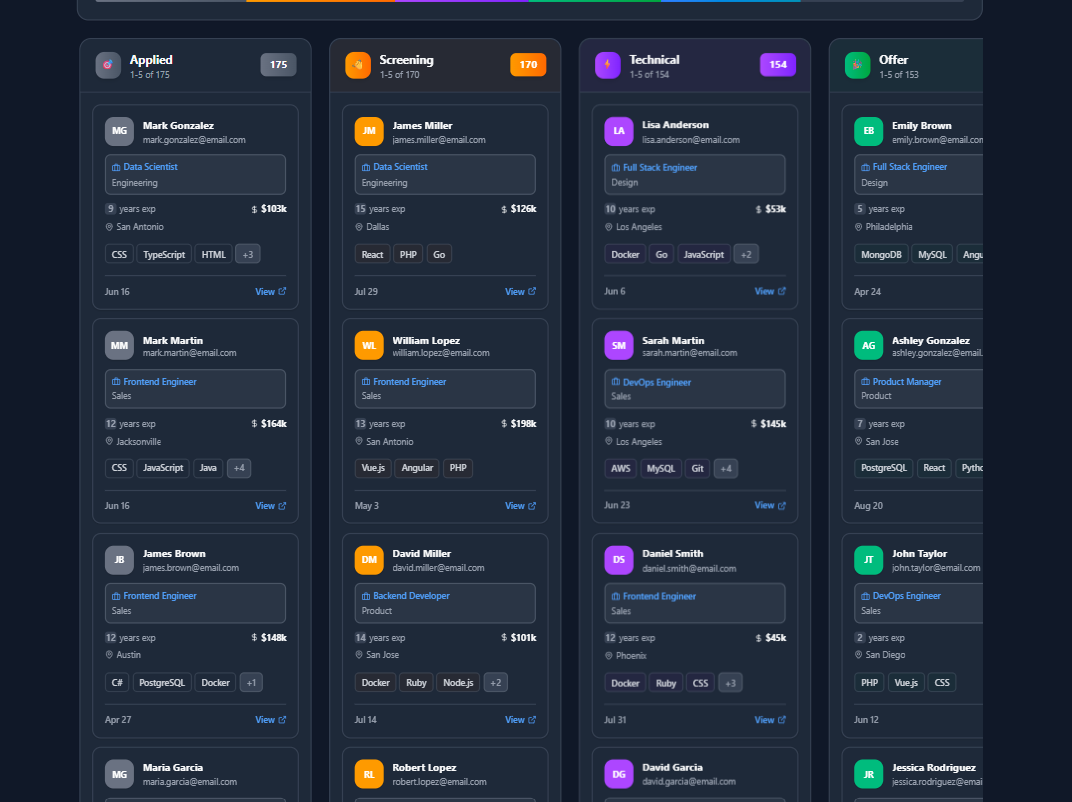 Applied
1-5 of 175
175
MG
Mark Gonzalez
mark.gonzalez@email.com
Data Scientist
Engineering
9 years exp
$ $103k
San Antonio
CSS TypeScript HTML +3
Jun 16
View
MM
Mark Martin
mark.martin@email.com
Frontend Engineer
Sales
12 years exp
$ $164k
Jacksonville
CSS JavaScript Java +4
Jun 16
View
JB
James Brown
james.brown@email.com
Frontend Engineer
Sales
12 years exp
$ $148k
Austin
C# PostgreSQL Docker +1
Apr 27
View
MG
Maria Garcia
maria.garcia@email.com
Screening
1-5 of 170
170
JM
James Miller
james.miller@email.com
Data Scientist
Engineering
15 years exp
$ $126k
Dallas
React PHP Go
Jul 29
View
WL
William Lopez
william.lopez@email.com
Frontend Engineer
Sales
13 years exp
$ $198k
San Antonio
Vue.js Angular PHP
May 3
View
DM
David Miller
david.miller@email.com
Backend Developer
Product
14 years exp
$ $101k
San Jose
Docker Ruby Node.js +2
Jul 14
View
RL
Robert Lopez
robert.lopez@email.com
Technical
1-5 of 154
154
LA
Lisa Anderson
lisa.anderson@email.com
Full Stack Engineer
Design
10 years exp
$ $53k
Los Angeles
Docker Go JavaScript +2
Jun 6
View
SM
Sarah Martin
sarah.martin@email.com
DevOps Engineer
Sales
10 years exp
$ $145k
Los Angeles
AWS MySQL Git +4
Jun 23
View
DS
Daniel Smith
daniel.smith@email.com
Frontend Engineer
Sales
12 years exp
$ $45k
Phoenix
Docker Ruby CSS +3
Jul 31
View
DG
David Garcia
david.garcia@email.com
Offer
1-5 of 153
EB
Emily Brown
emily.brown@email.com
Full Stack Engineer
Design
5 years exp
Philadelphia
MongoDB MySQL Angu
Apr 24
AG
Ashley Gonzalez
ashley.gonzalez@email.
Product Manager
Product
7 years exp
San Jose
PostgreSQL React Pytho
Aug 20
JT
John Taylor
john.taylor@email.com
DevOps Engineer
Sales
2 years exp
San Diego
PHP Vue.js CSS
Jun 12
JR
Jessica Rodriguez
jessica.rodriguez@emai